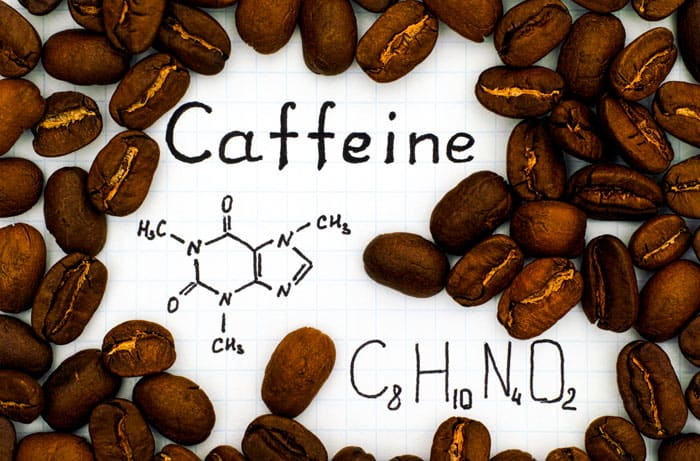 Caffeine
O
H₃C N N CH₃
O N N
CH₃
C₈H₁₀N₄O₂